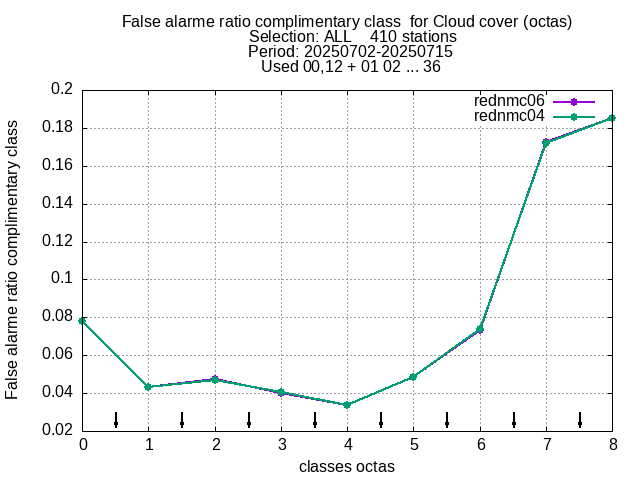 False alarme ratio complimentary class  for Cloud cover (octas)
Selection: ALL    410 stations
Period: 20250702-20250715
Used 00,12 + 01 02 ... 36
rednmc06
rednmc04
False alarme ratio complimentary class
0.2
0.18
0.16
0.14
0.12
0.1
0.08
0.06
0.04
0.02
0 1 2 3 4 5 6 7 8
classes octas